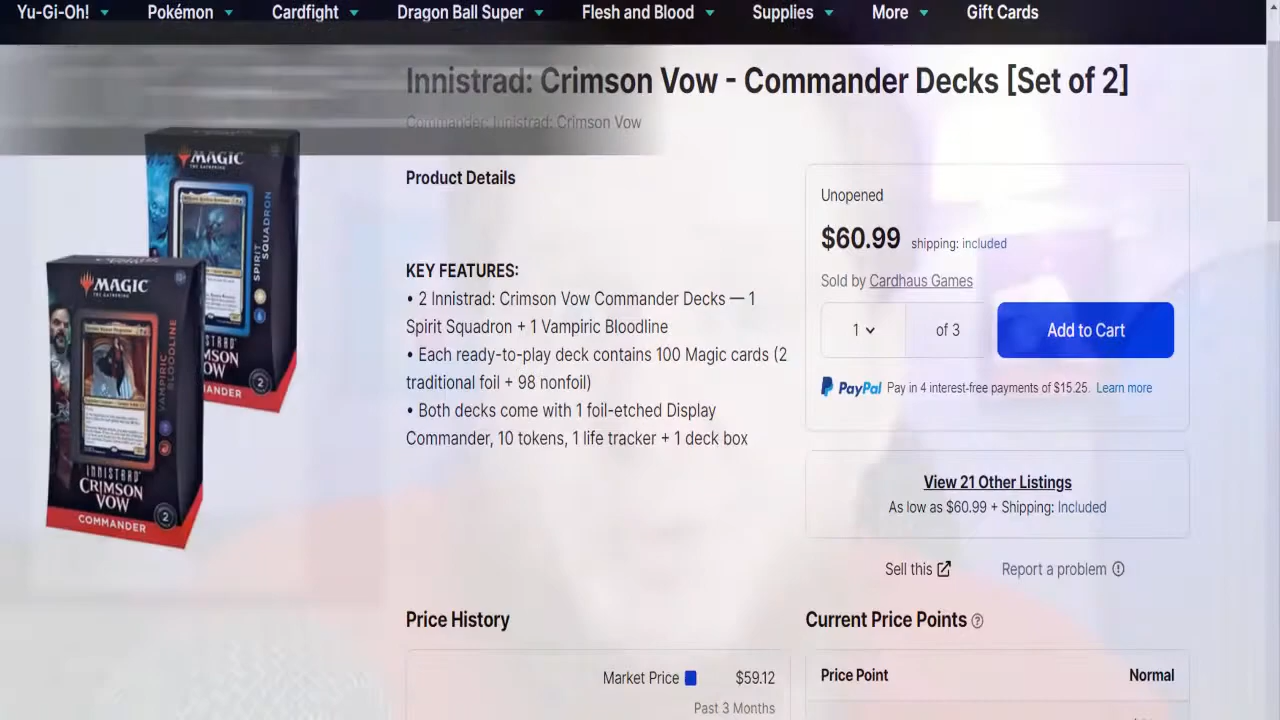 Yu-Gi-Oh! Pokémon Cardfight Dragon Ball Super Flesh and Blood Supplies More Gift Cards
Innistrad: Crimson Vow - Commander Decks [Set of 2]
Commander: Innistrad: Crimson Vow
Product Details
KEY FEATURES:
• 2 Innistrad: Crimson Vow Commander Decks — 1
Spirit Squadron + 1 Vampiric Bloodline
• Each ready-to-play deck contains 100 Magic cards (2
traditional foil + 98 nonfoil)
• Both decks come with 1 foil-etched Display
Commander, 10 tokens, 1 life tracker + 1 deck box
Unopened
$60.99 shipping: included
Sold by Cardhaus Games
1 of 3 Add to Cart
PayPal Pay in 4 interest-free payments of $15.25. Learn more
View 21 Other Listings
As low as $60.99 + Shipping: Included
Sell this Report a problem
Price History
Market Price $59.12
Past 3 Months
Current Price Points
Price Point Normal
MAGIC
THE GATHERING
SPIRIT
SQUADRON
2
MAGIC
THE GATHERING
VAMPIRIC
BLOODLINE
INNISTRAD
CRIMSON
VOW
COMMANDER
2